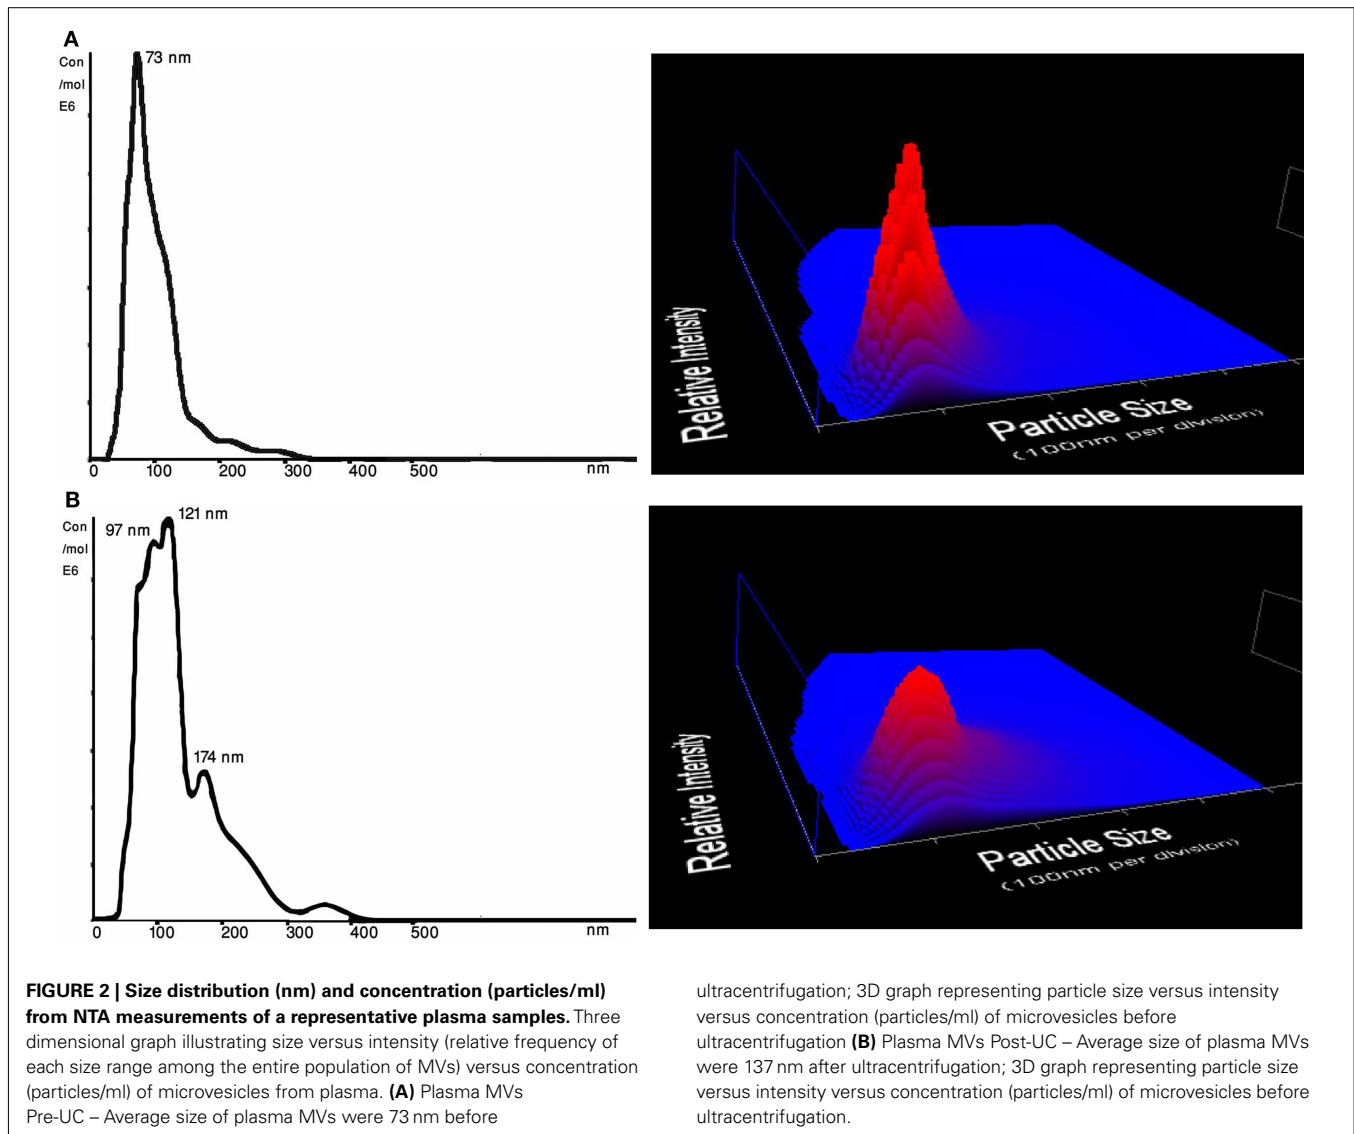 A
Con
/mol
E6
73 nm
0 100 200 300 400 500 nm
Relative Intensity
Particle Size
(100nm per division)
B
Con
/mol
E6
97 nm
121 nm
174 nm
0 100 200 300 400 500 nm
Relative Intensity
Particle Size
(100nm per division)
FIGURE 2 | Size distribution (nm) and concentration (particles/ml)
from NTA measurements of a representative plasma samples. Three
dimensional graph illustrating size versus intensity (relative frequency of
each size range among the entire population of MVs) versus concentration
(particles/ml) of microvesicles from plasma. (A) Plasma MVs
Pre-UC – Average size of plasma MVs were 73 nm before
ultracentrifugation; 3D graph representing particle size versus intensity
versus concentration (particles/ml) of microvesicles before
ultracentrifugation (B) Plasma MVs Post-UC – Average size of plasma MVs
were 137 nm after ultracentrifugation; 3D graph representing particle size
versus intensity versus concentration (particles/ml) of microvesicles before
ultracentrifugation.